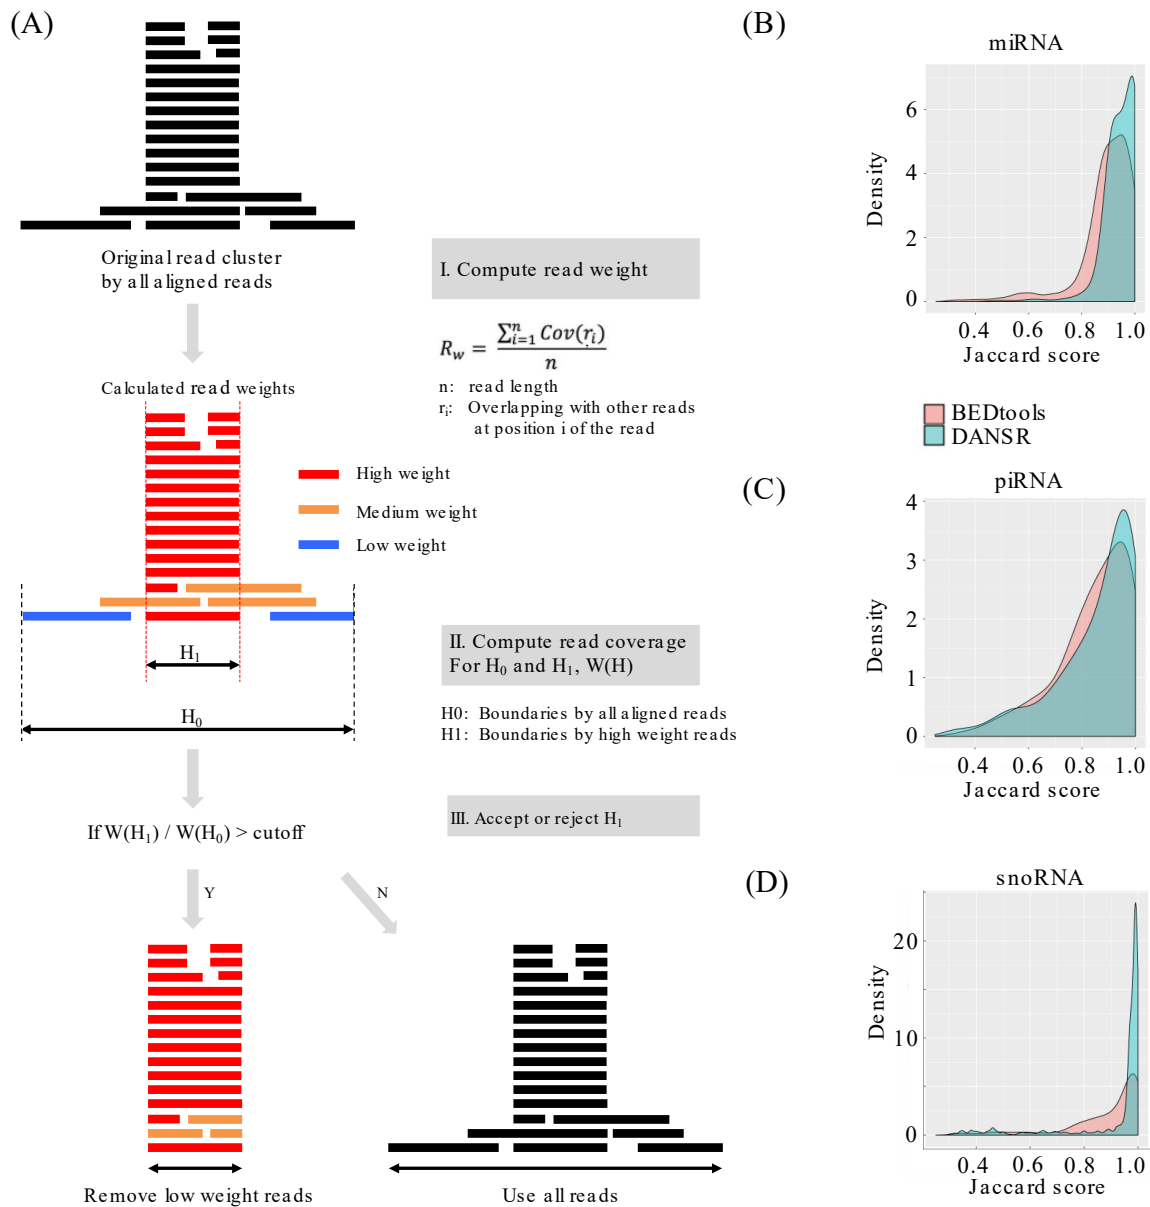 (A)
Original read cluster
by all aligned reads
I. Compute read weight
R_w = \frac{\sum_{i=1}^{n} Cov(r_i)}{n}
n: read length
r_i: Overlapping with other reads
at position i of the read
Calculated read weights
High weight
Medium weight
Low weight
H₁
H₀
II. Compute read coverage
For H₀ and H₁, W(H)
H0: Boundaries by all aligned reads
H1: Boundaries by high weight reads
If W(H₁) / W(H₀) > cutoff
III. Accept or reject H₁
Y
N
Remove low weight reads
Use all reads
(B)
miRNA
Density
6
4
2
0
0.4 0.6 0.8 1.0
Jaccard score
BEDtools
DANSR
(C)
piRNA
Density
4
3
2
1
0
0.4 0.6 0.8 1.0
Jaccard score
(D)
snoRNA
Density
20
10
0
0.4 0.6 0.8 1.0
Jaccard score